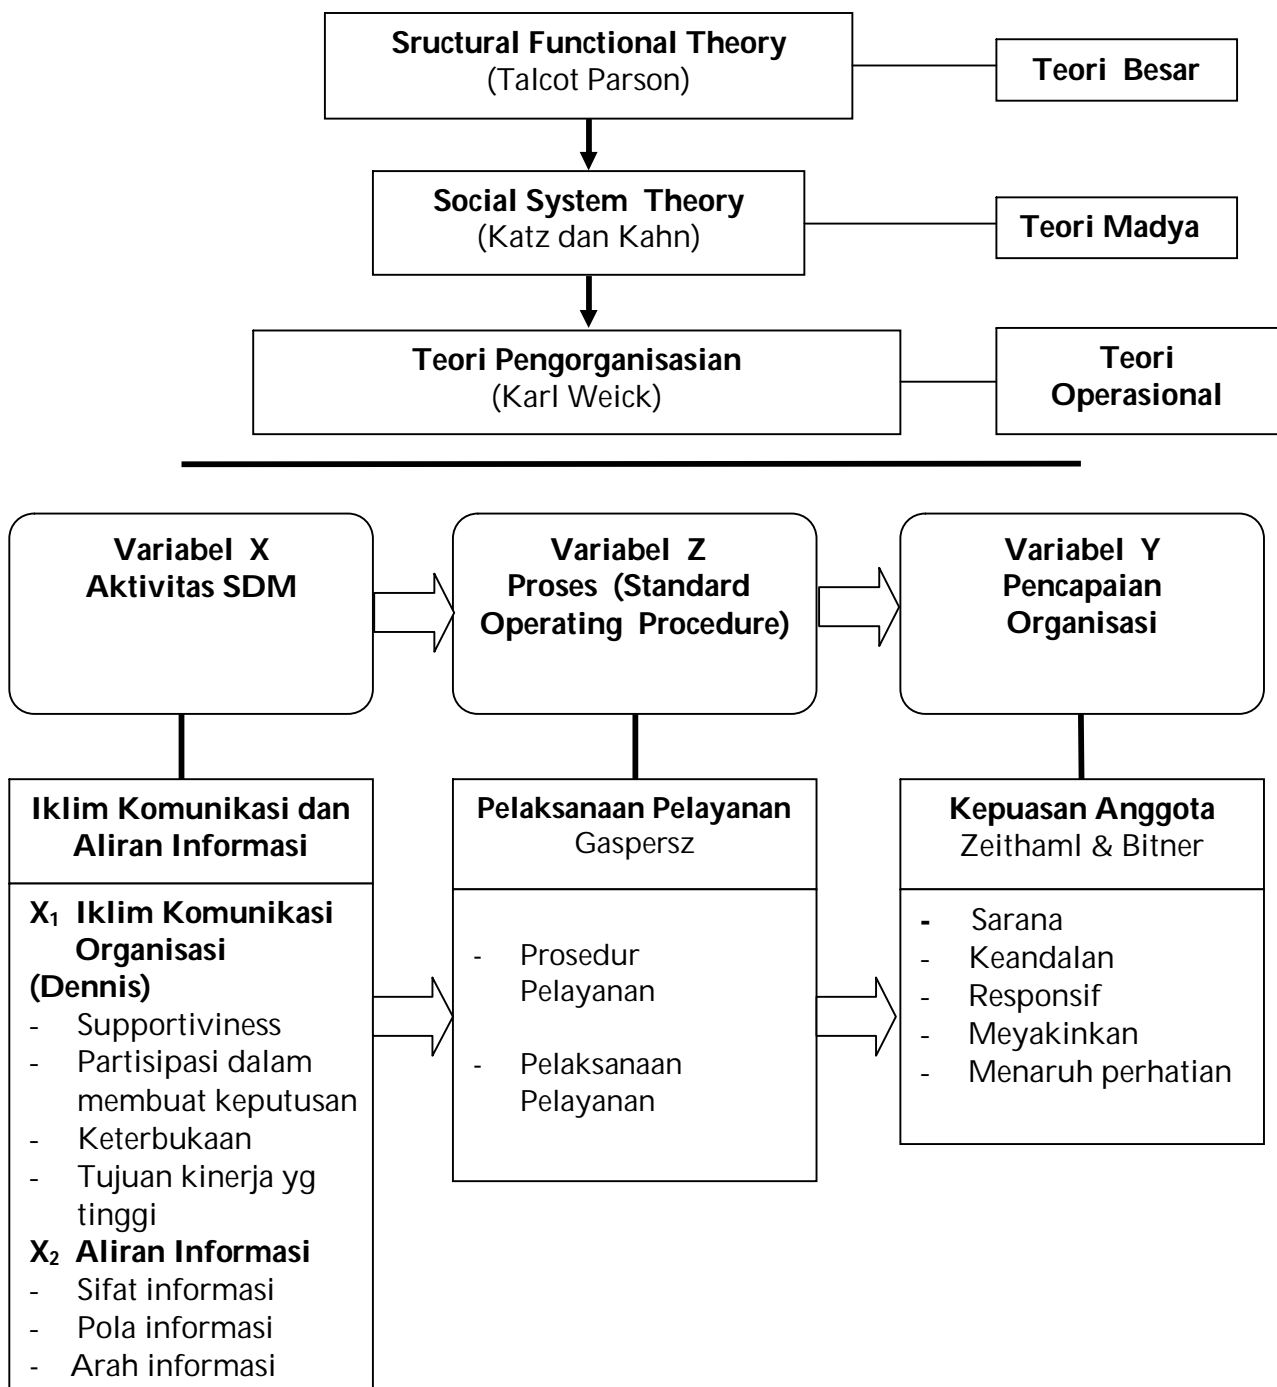 Sructural Functional Theory
(Talcot Parson)
Teori Besar
Social System Theory
(Katz dan Kahn)
Teori Madya
Teori Pengorganisasian
(Karl Weick)
Teori
Operasional
Variabel X
Aktivitas SDM
Variabel Z
Proses (Standard
Operating Procedure)
Variabel Y
Pencapaian
Organisasi
Iklim Komunikasi dan
Aliran Informasi
X₁ Iklim Komunikasi
Organisasi
(Dennis)
- Supportiviness
- Partisipasi dalam
membuat keputusan
- Keterbukaan
- Tujuan kinerja yg
tinggi
X₂ Aliran Informasi
- Sifat informasi
- Pola informasi
- Arah informasi
Pelaksanaan Pelayanan
Gaspersz
- Prosedur
Pelayanan
- Pelaksanaan
Pelayanan
Kepuasan Anggota
Zeithaml & Bitner
- Sarana
- Keandalan
- Responsif
- Meyakinkan
- Menaruh perhatian